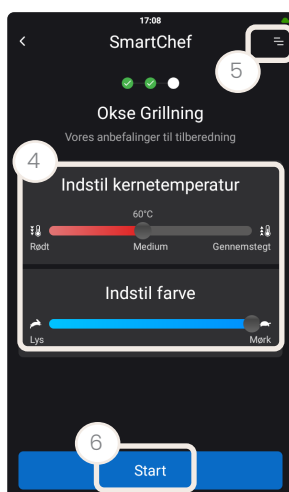 17:08
SmartChef
5
Okse Grillning
Vores anbefalinger til tilberedning
4
Indstil kernetemperatur
60°C
Rødt Medium Gennemstegt
Indstil farve
Lys Mørk
6
Start